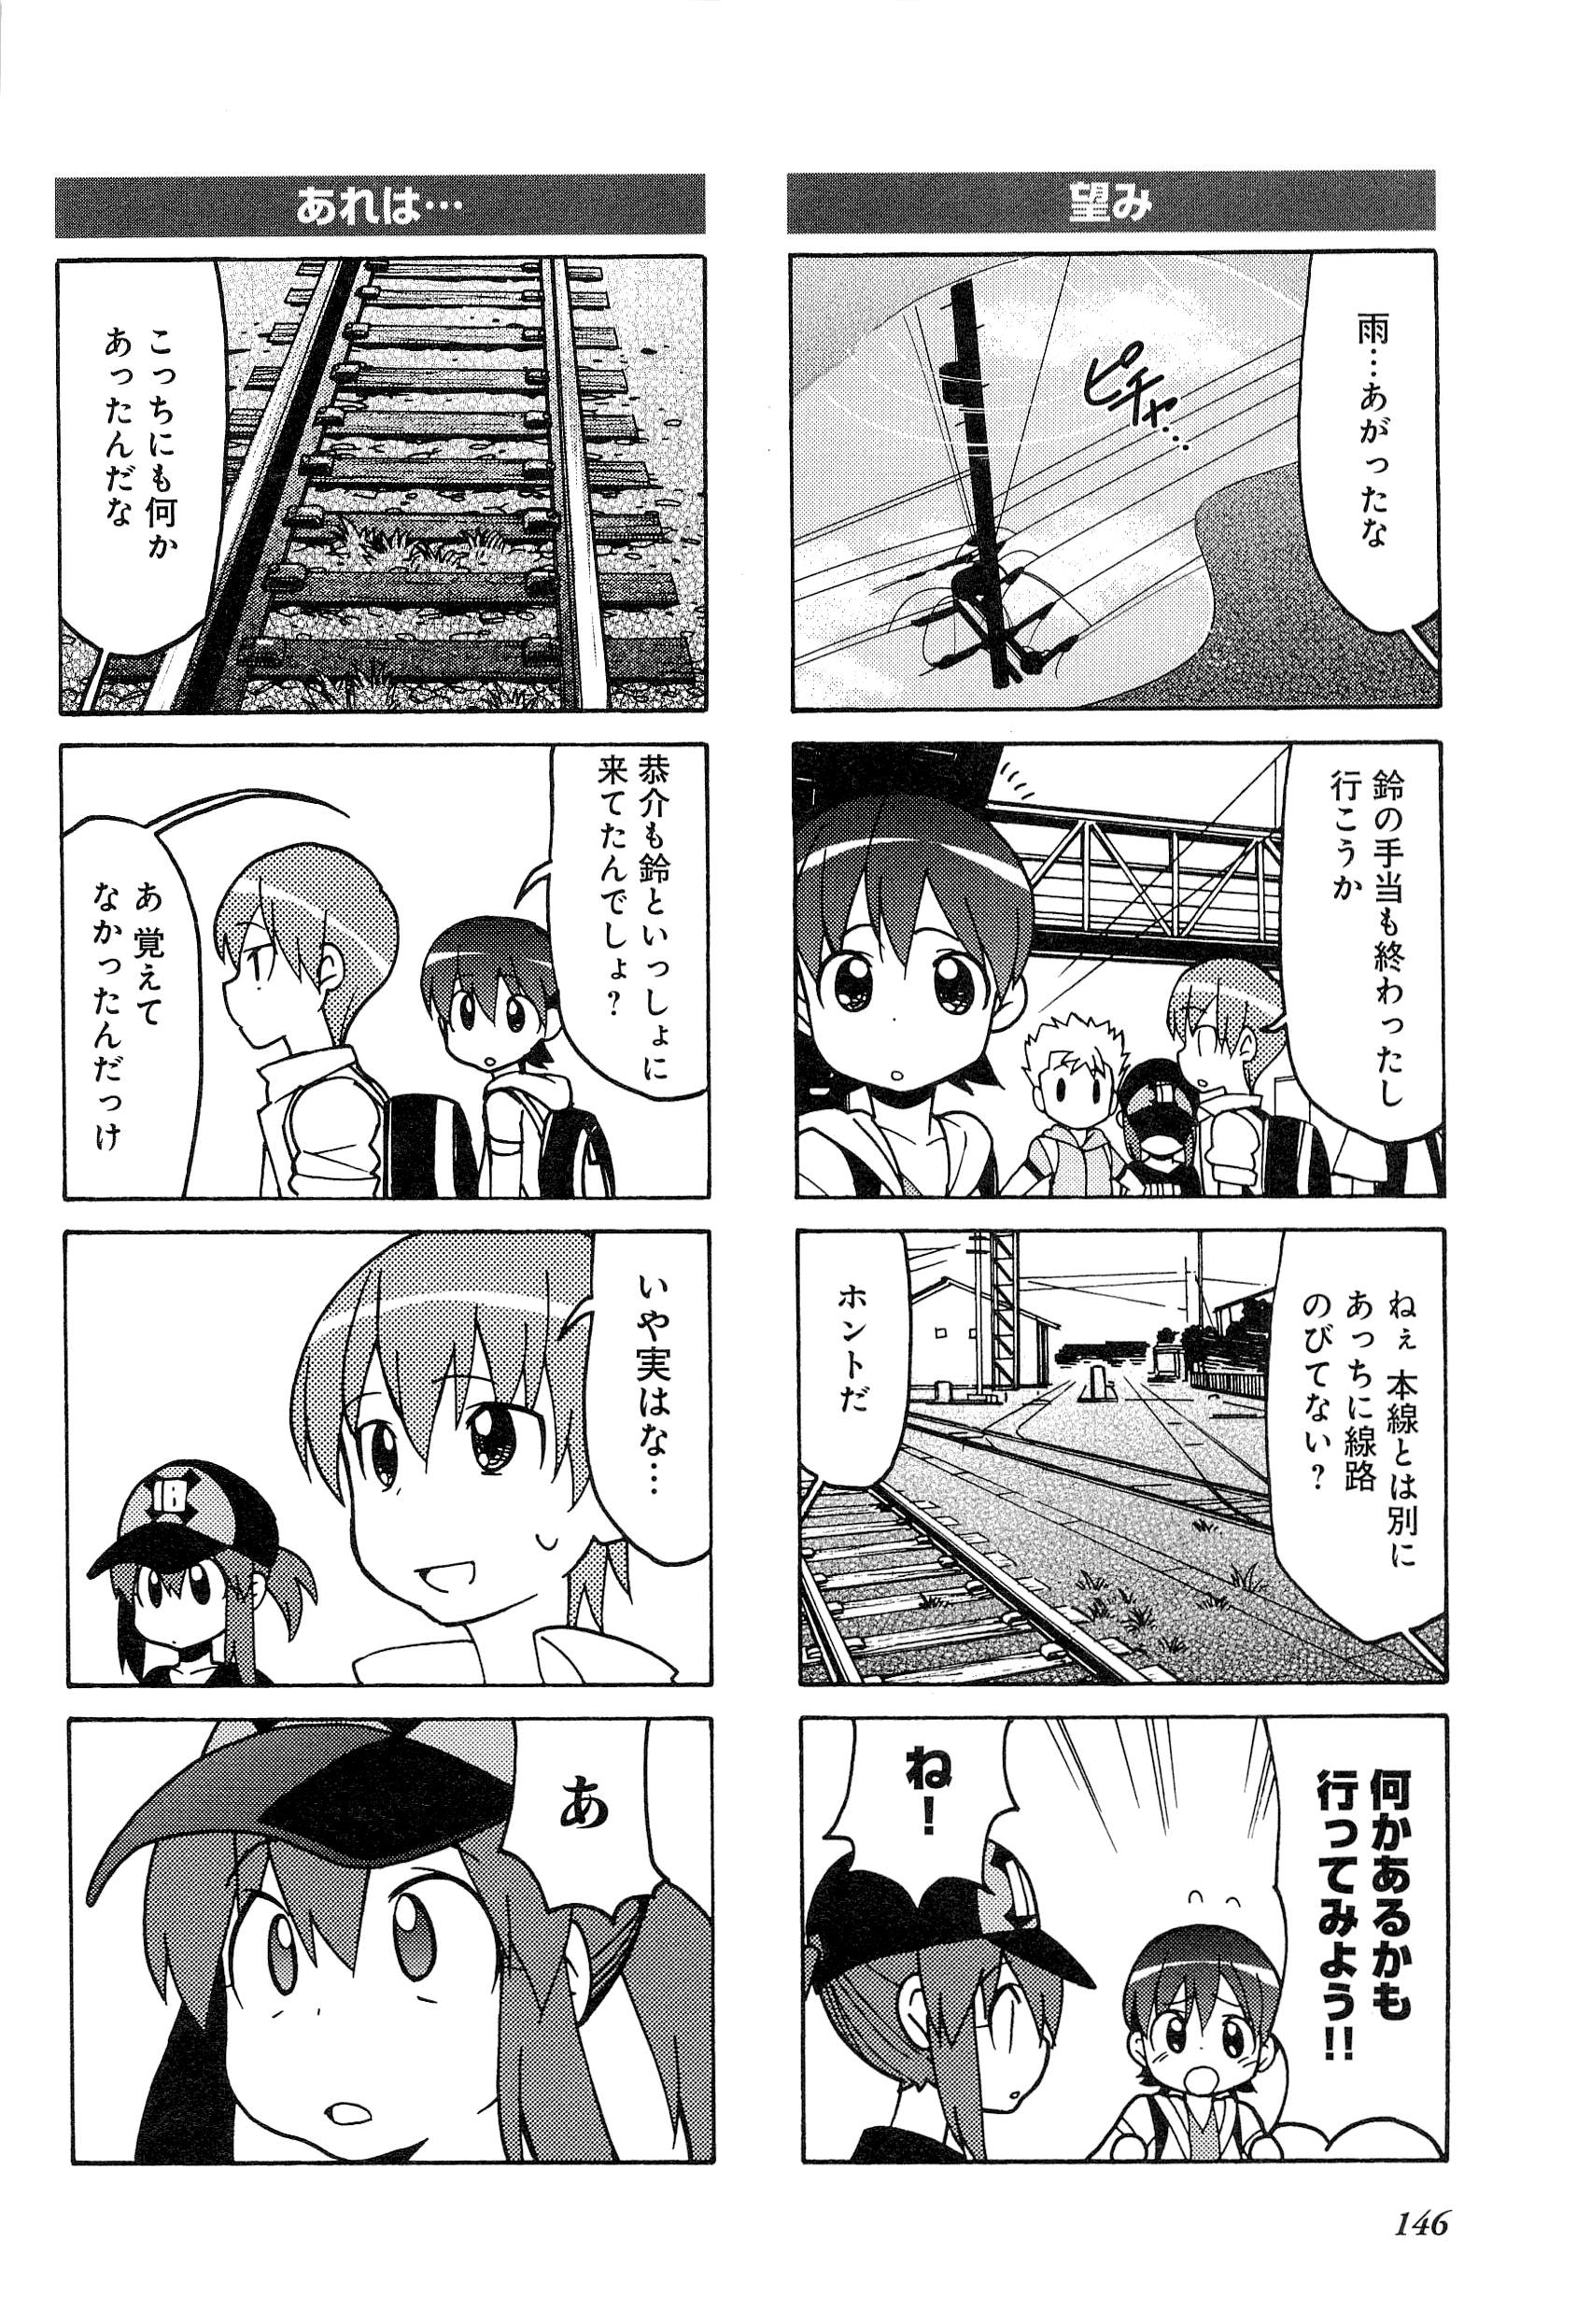 望み
雨…あがったな
ピチャ…
鈴の手当も終わったし
行こうか
ねぇ 本線とは別に
あっちに線路
のびてない?
ホントだ
何かあるかも
行ってみよう!!
ね!
あれは…
こっちにも何か
あったんだな
恭介も鈴といっしょに
来てたんでしょ?
あ 覚えて
なかったんだっけ
いや実はな…
あ
146